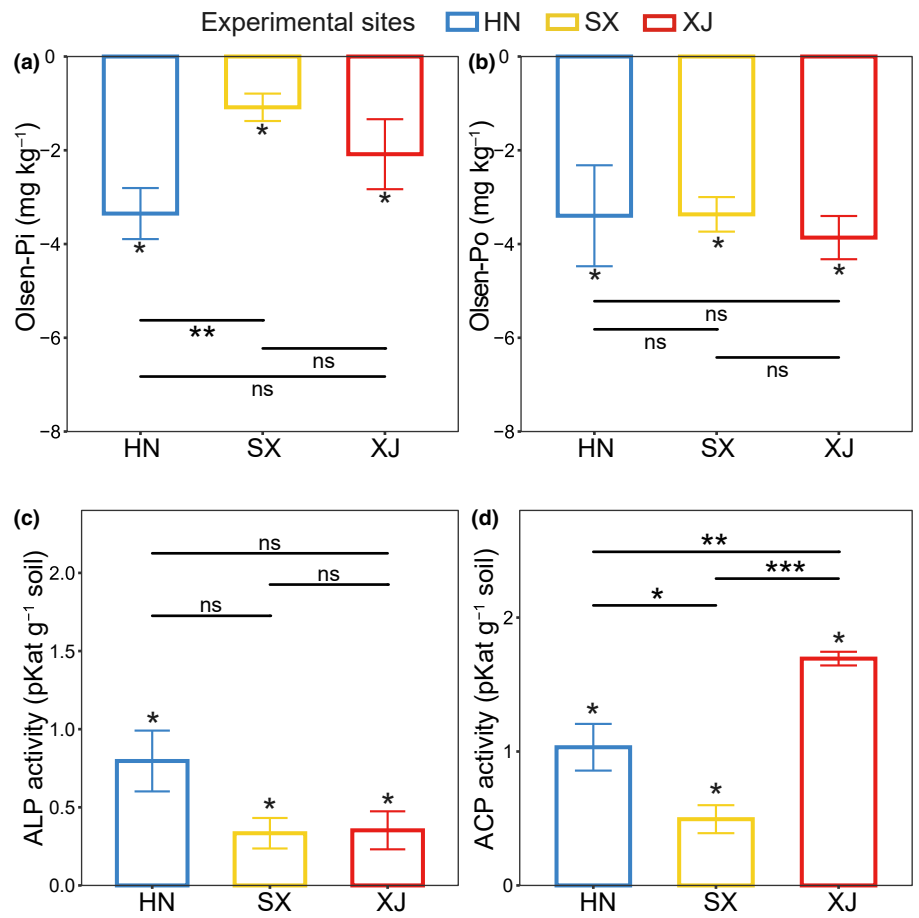 Experimental sites HN SX XJ
(a)
Olsen-Pi (mg kg⁻¹)
0
−2
−4
−6
−8
*
*
*
**
ns
ns
HN SX XJ
(b)
Olsen-Po (mg kg⁻¹)
0
−2
−4
−6
−8
*
*
*
ns
ns
ns
HN SX XJ
(c)
ALP activity (pKat g⁻¹ soil)
2.0
1.5
1.0
0.5
0.0
ns
ns
ns
*
*
*
HN SX XJ
(d)
ACP activity (pKat g⁻¹ soil)
2
1
0
**
***
*
*
*
*
HN SX XJ